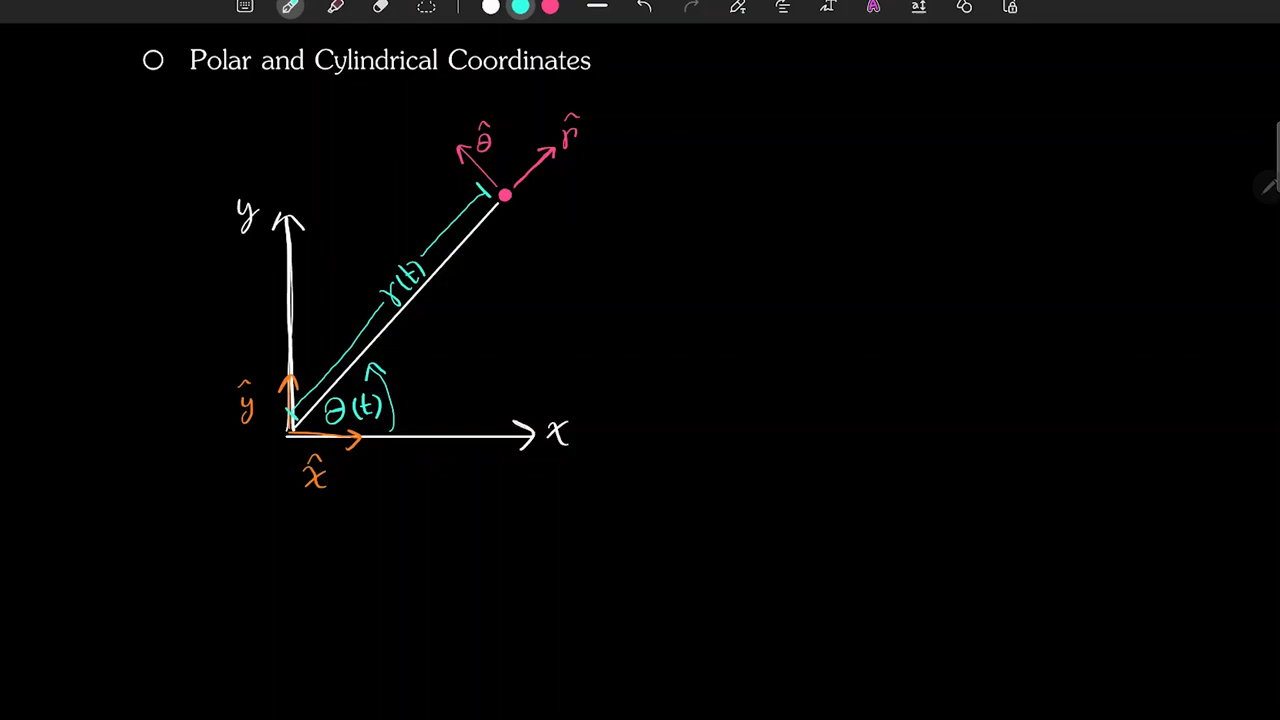 Polar and Cylindrical Coordinates
θ̂
r̂
y
r(t)
ŷ
θ(t)
x
x̂